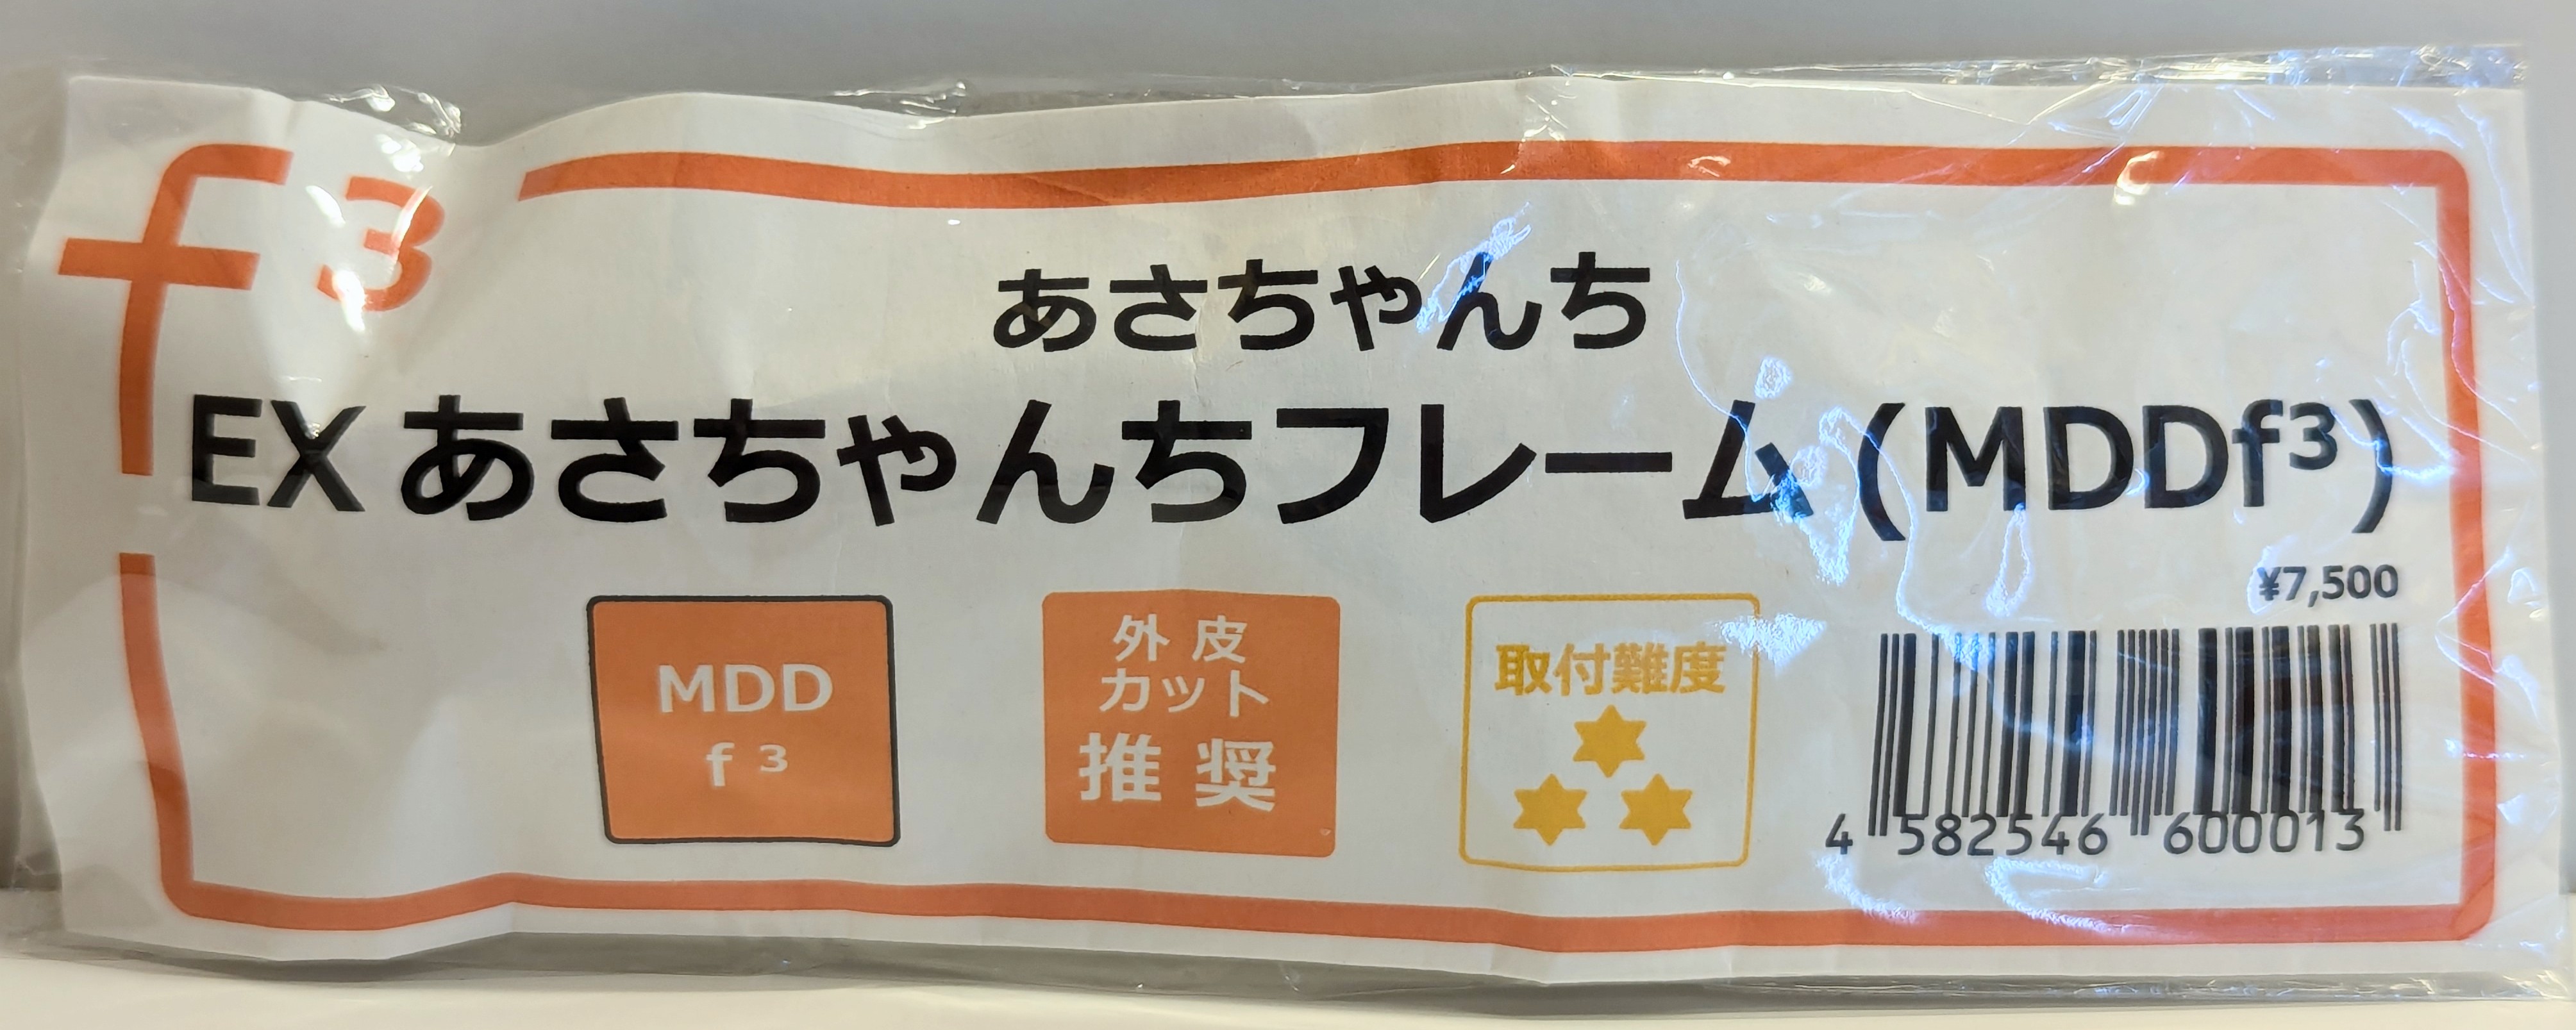 f³
あさちゃんち
EX あさちゃんちフレーム (MDDf³)
¥7,500
MDD
f³
外皮
カット
推奨
取付難度
4 582546 600013